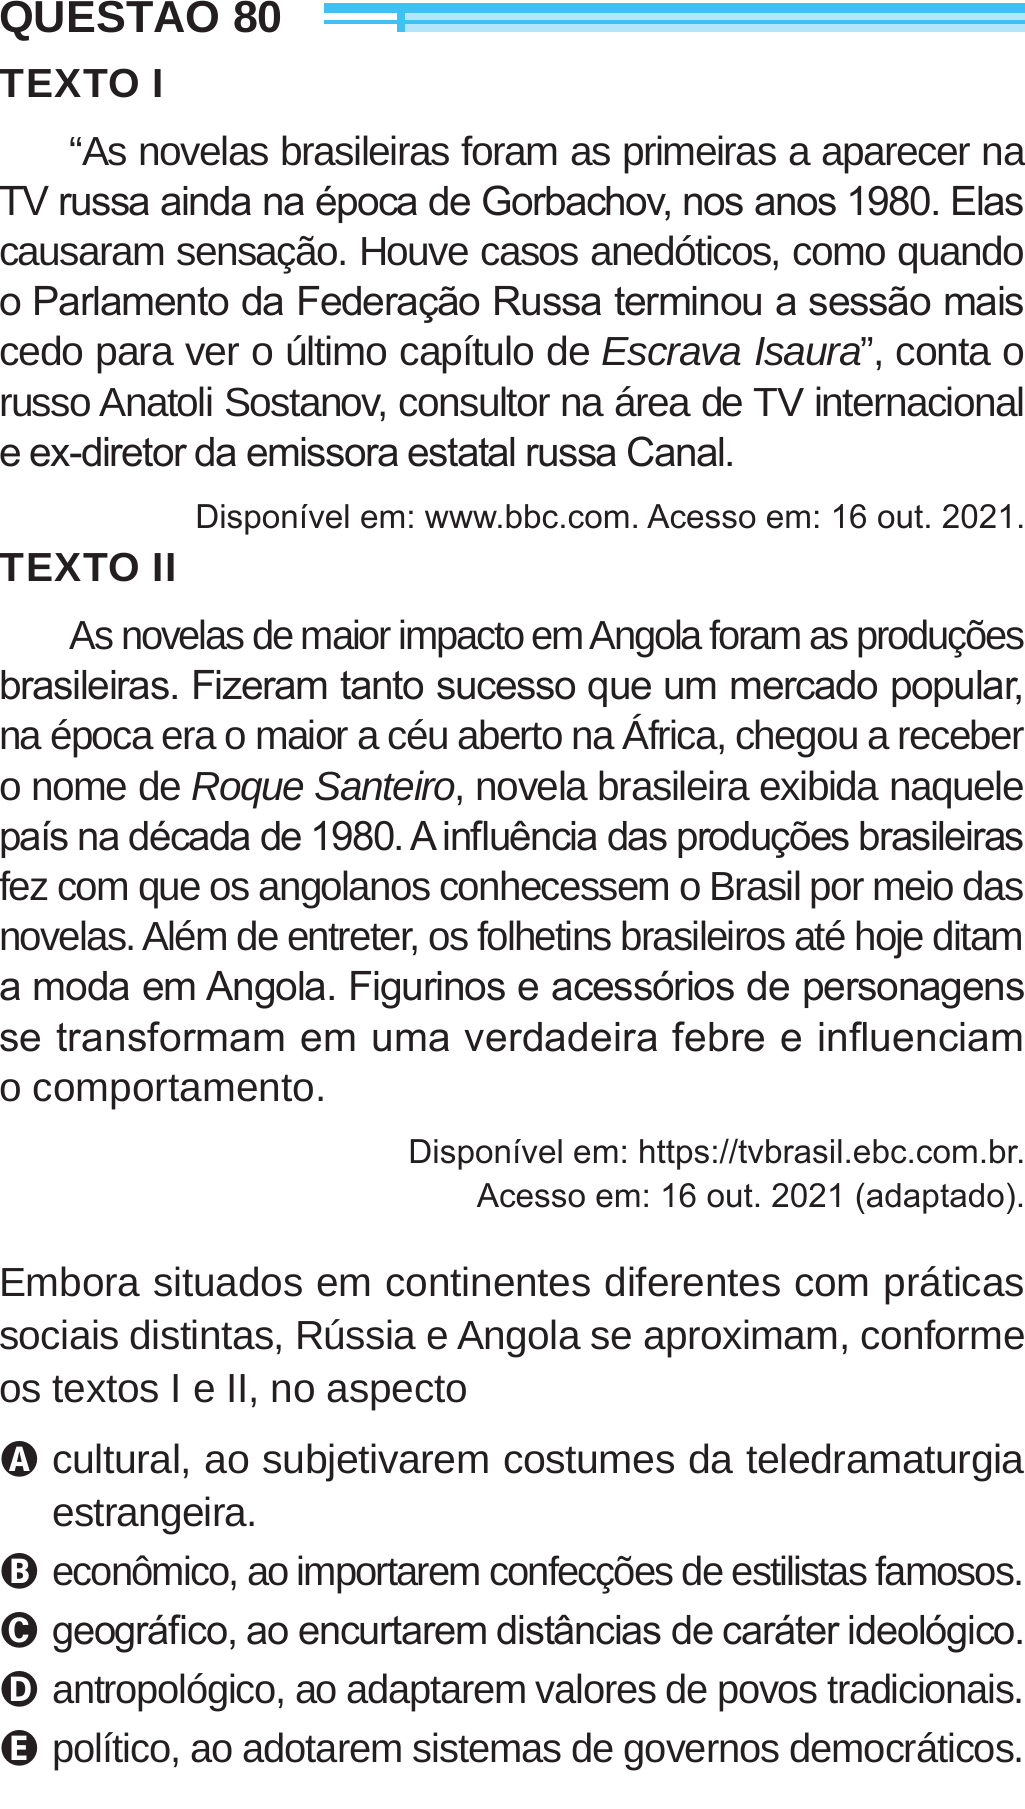 QUESTÃO 80
TEXTO I
“As novelas brasileiras foram as primeiras a aparecer na
TV russa ainda na época de Gorbachov, nos anos 1980. Elas
causaram sensação. Houve casos anedóticos, como quando
o Parlamento da Federação Russa terminou a sessão mais
cedo para ver o último capítulo de Escrava Isaura”, conta o
russo Anatoli Sostanov, consultor na área de TV internacional
e ex-diretor da emissora estatal russa Canal.
Disponível em: www.bbc.com. Acesso em: 16 out. 2021.
TEXTO II
As novelas de maior impacto em Angola foram as produções
brasileiras. Fizeram tanto sucesso que um mercado popular,
na época era o maior a céu aberto na África, chegou a receber
o nome de Roque Santeiro, novela brasileira exibida naquele
país na década de 1980. A influência das produções brasileiras
fez com que os angolanos conhecessem o Brasil por meio das
novelas. Além de entreter, os folhetins brasileiros até hoje ditam
a moda em Angola. Figurinos e acessórios de personagens
se transformam em uma verdadeira febre e influenciam
o comportamento.
Disponível em: https://tvbrasil.ebc.com.br.
Acesso em: 16 out. 2021 (adaptado).
Embora situados em continentes diferentes com práticas
sociais distintas, Rússia e Angola se aproximam, conforme
os textos I e II, no aspecto
A cultural, ao subjetivarem costumes da teledramaturgia
estrangeira.
B econômico, ao importarem confecções de estilistas famosos.
C geográfico, ao encurtarem distâncias de caráter ideológico.
D antropológico, ao adaptarem valores de povos tradicionais.
E político, ao adotarem sistemas de governos democráticos.